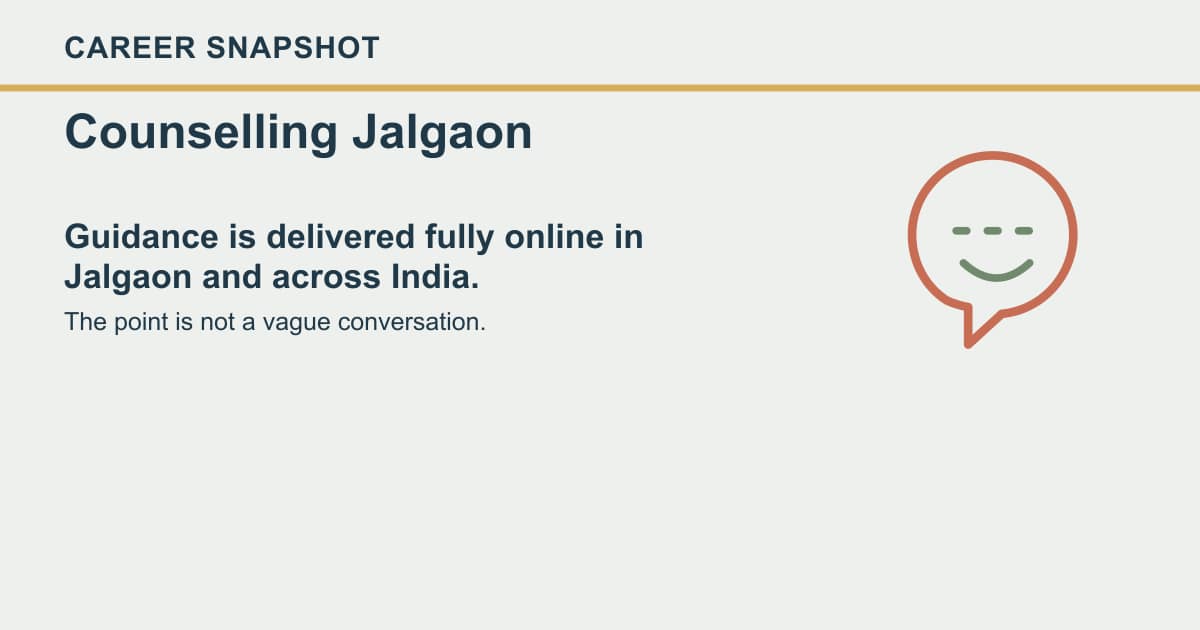 CAREER SNAPSHOT
Counselling Jalgaon
Guidance is delivered fully online in
Jalgaon and across India.
The point is not a vague conversation.